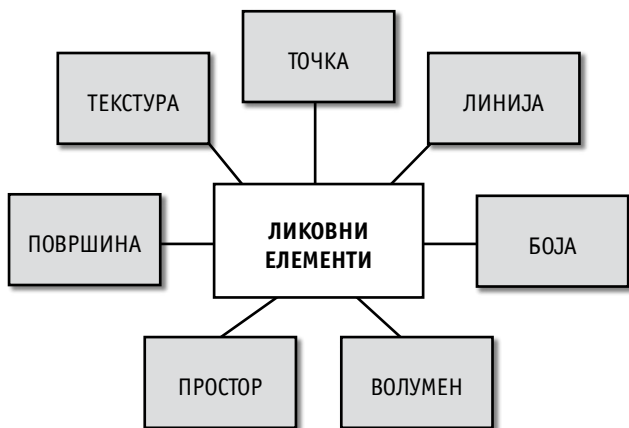 ТОЧКА
ТЕКСТУРА
ЛИНИЈА
ПОВРШИНА
ЛИКОВНИ
ЕЛЕМЕНТИ
БОЈА
ПРОСТОР
ВОЛУМЕН